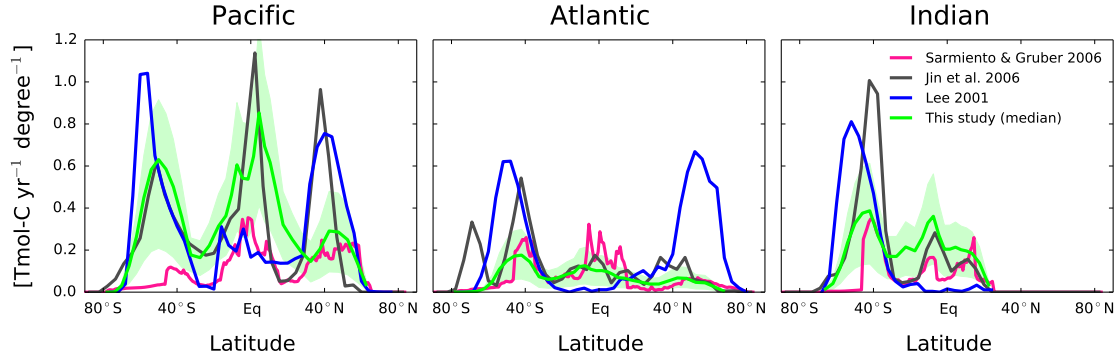 Pacific Atlantic Indian
[Tmol-C yr−1 degree−1]
1.2
1.0
0.8
0.6
0.4
0.2
0.0
Sarmiento & Gruber 2006
Jin et al. 2006
Lee 2001
This study (median)
80° S 40° S Eq 40° N 80° N 80° S 40° S Eq 40° N 80° N 80° S 40° S Eq 40° N 80° N
Latitude Latitude Latitude